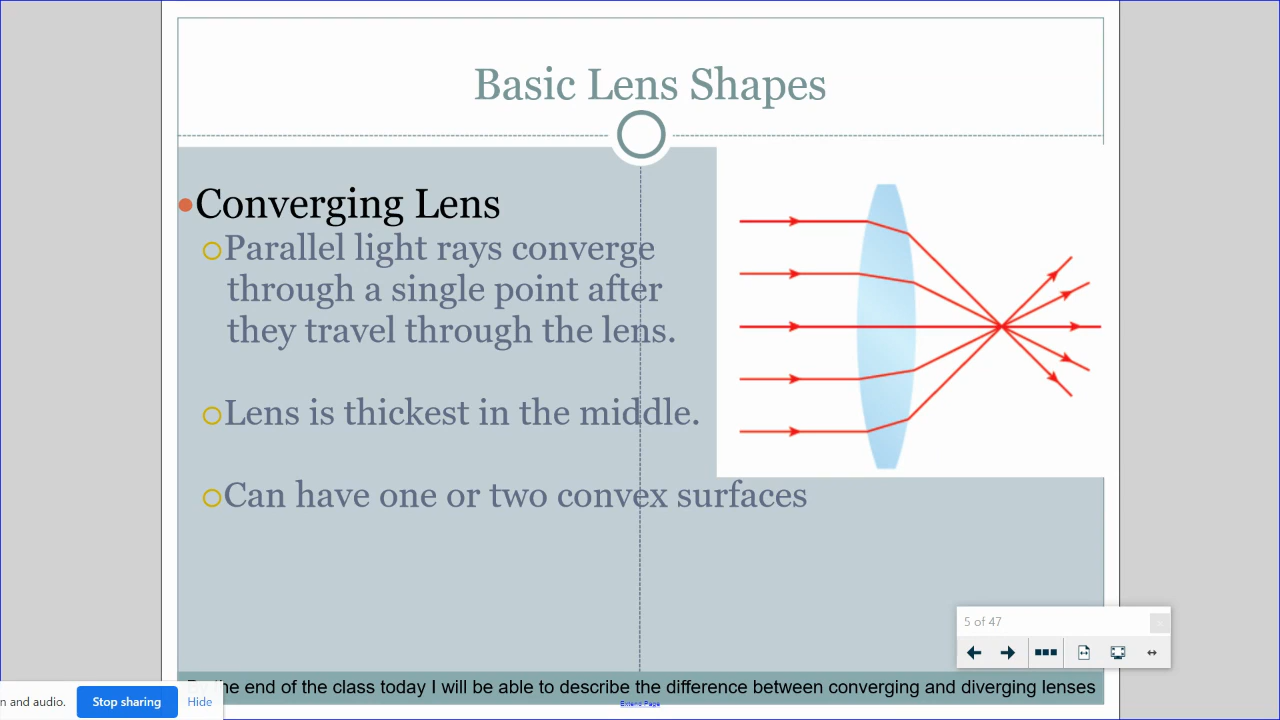 Basic Lens Shapes
Converging Lens
Parallel light rays converge
through a single point after
they travel through the lens.
Lens is thickest in the middle.
Can have one or two convex surfaces
5 of 47
the end of the class today I will be able to describe the difference between converging and diverging lenses
n and audio.
Stop sharing
Hide
Extend Page